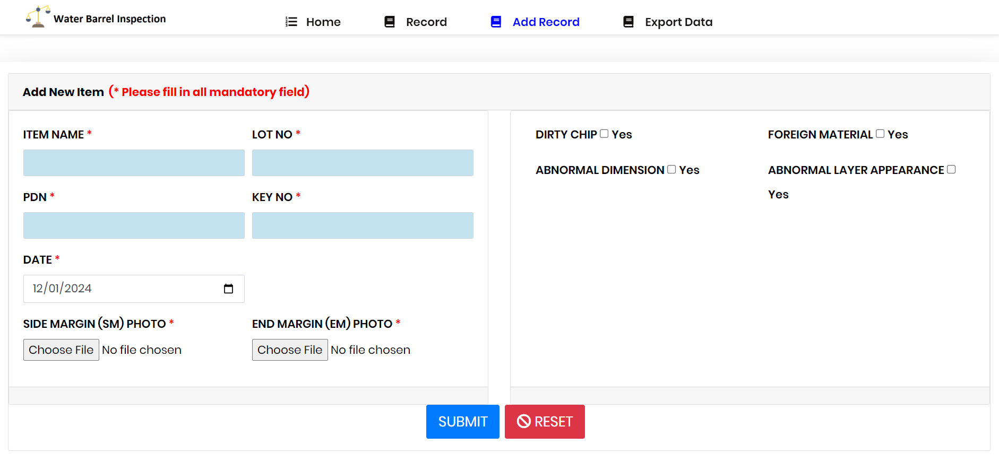 Water Barrel Inspection
Home
Record
Add Record
Export Data
Add New Item (* Please fill in all mandatory field)
ITEM NAME *
LOT NO *
PDN *
KEY NO *
DATE *
12/01/2024
SIDE MARGIN (SM) PHOTO *
END MARGIN (EM) PHOTO *
Choose File No file chosen
Choose File No file chosen
DIRTY CHIP Yes
FOREIGN MATERIAL Yes
ABNORMAL DIMENSION Yes
ABNORMAL LAYER APPEARANCE
Yes
SUBMIT
RESET